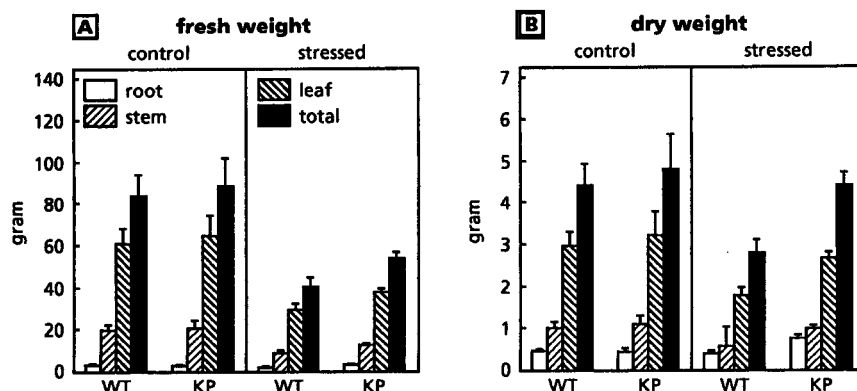 A fresh weight
control stressed
140
120
100
80
60
40
20
0
gram
root
stem
leaf
total
WT KP WT KP
B dry weight
control stressed
7
6
5
4
3
2
1
0
gram
WT KP WT KP